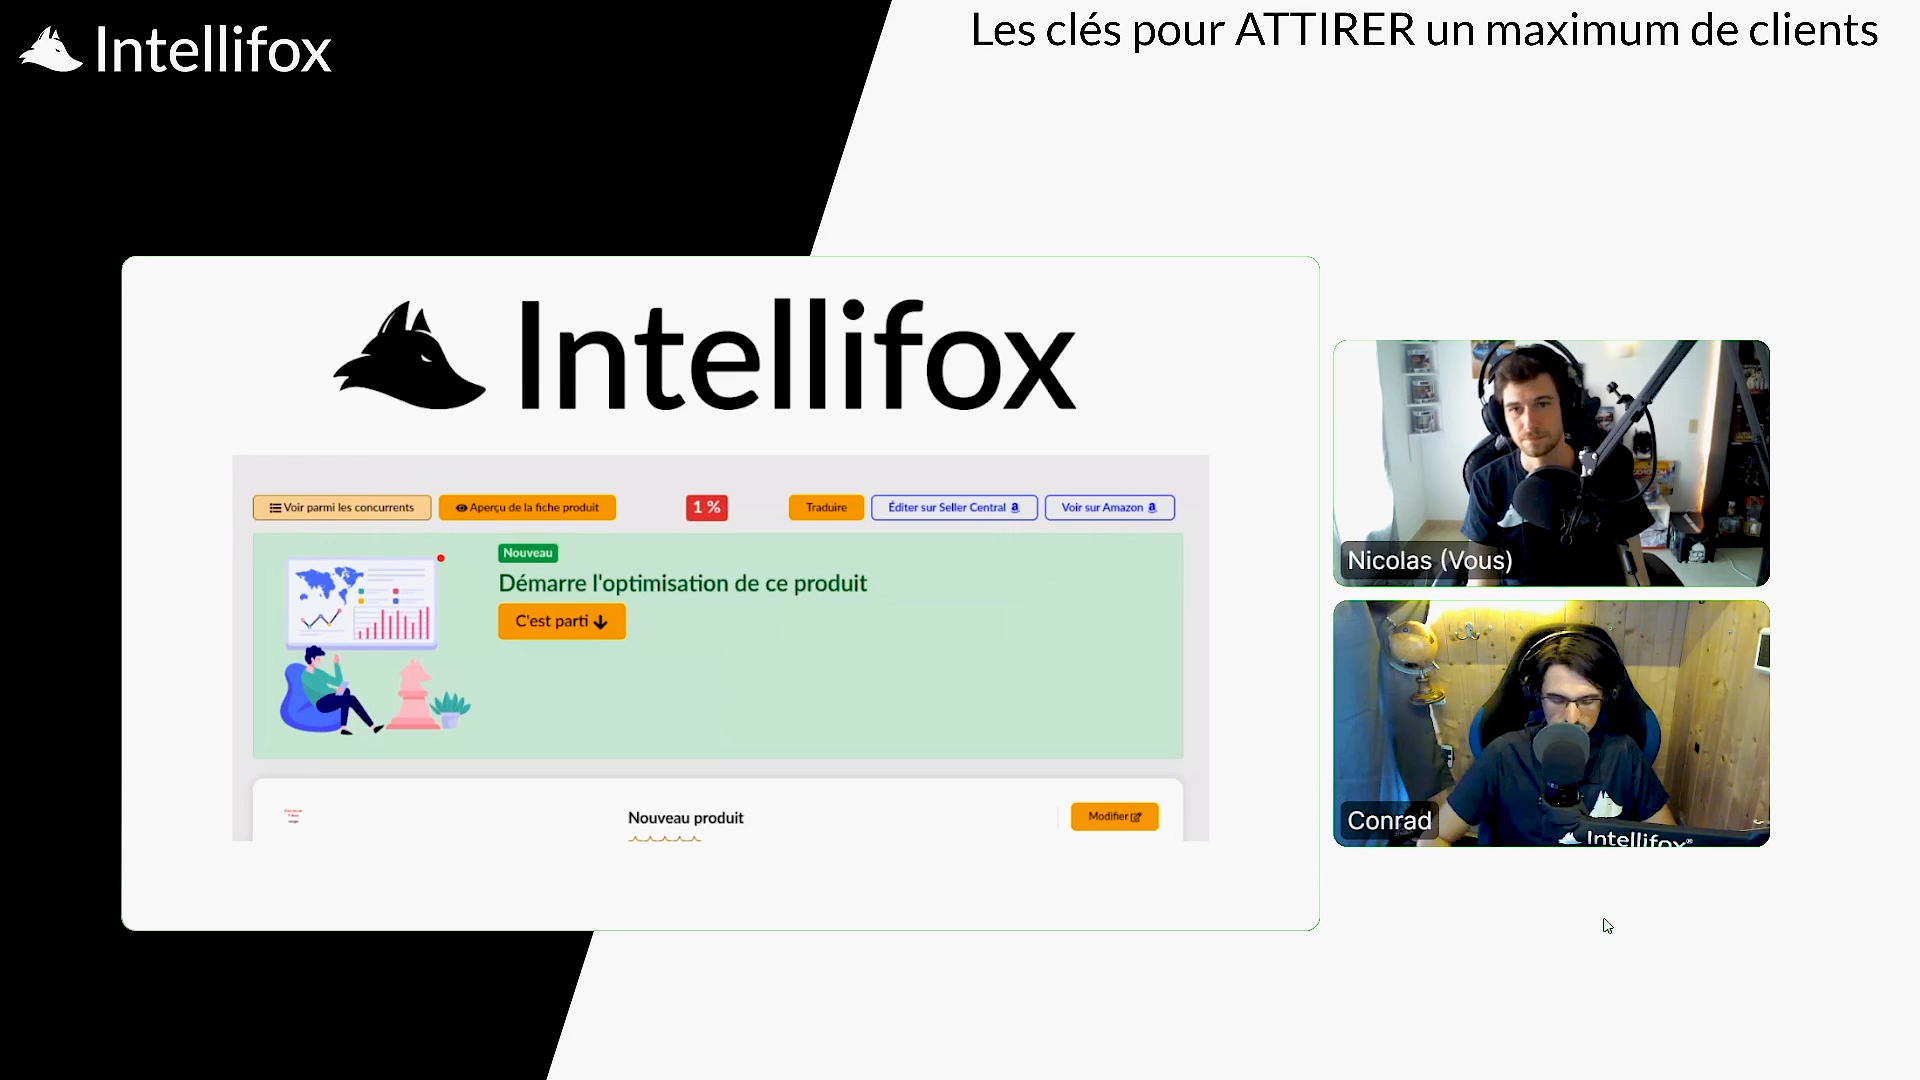 Intellifox
Les clés pour ATTIRER un maximum de clients
Intellifox
Voir parmi les concurrents
Aperçu de la fiche produit
1 %
Traduire
Éditer sur Seller Central
Voir sur Amazon
Nouveau
Démarre l'optimisation de ce produit
C'est parti
Nouveau produit
Modifier
Nicolas (Vous)
Conrad
Intellifox